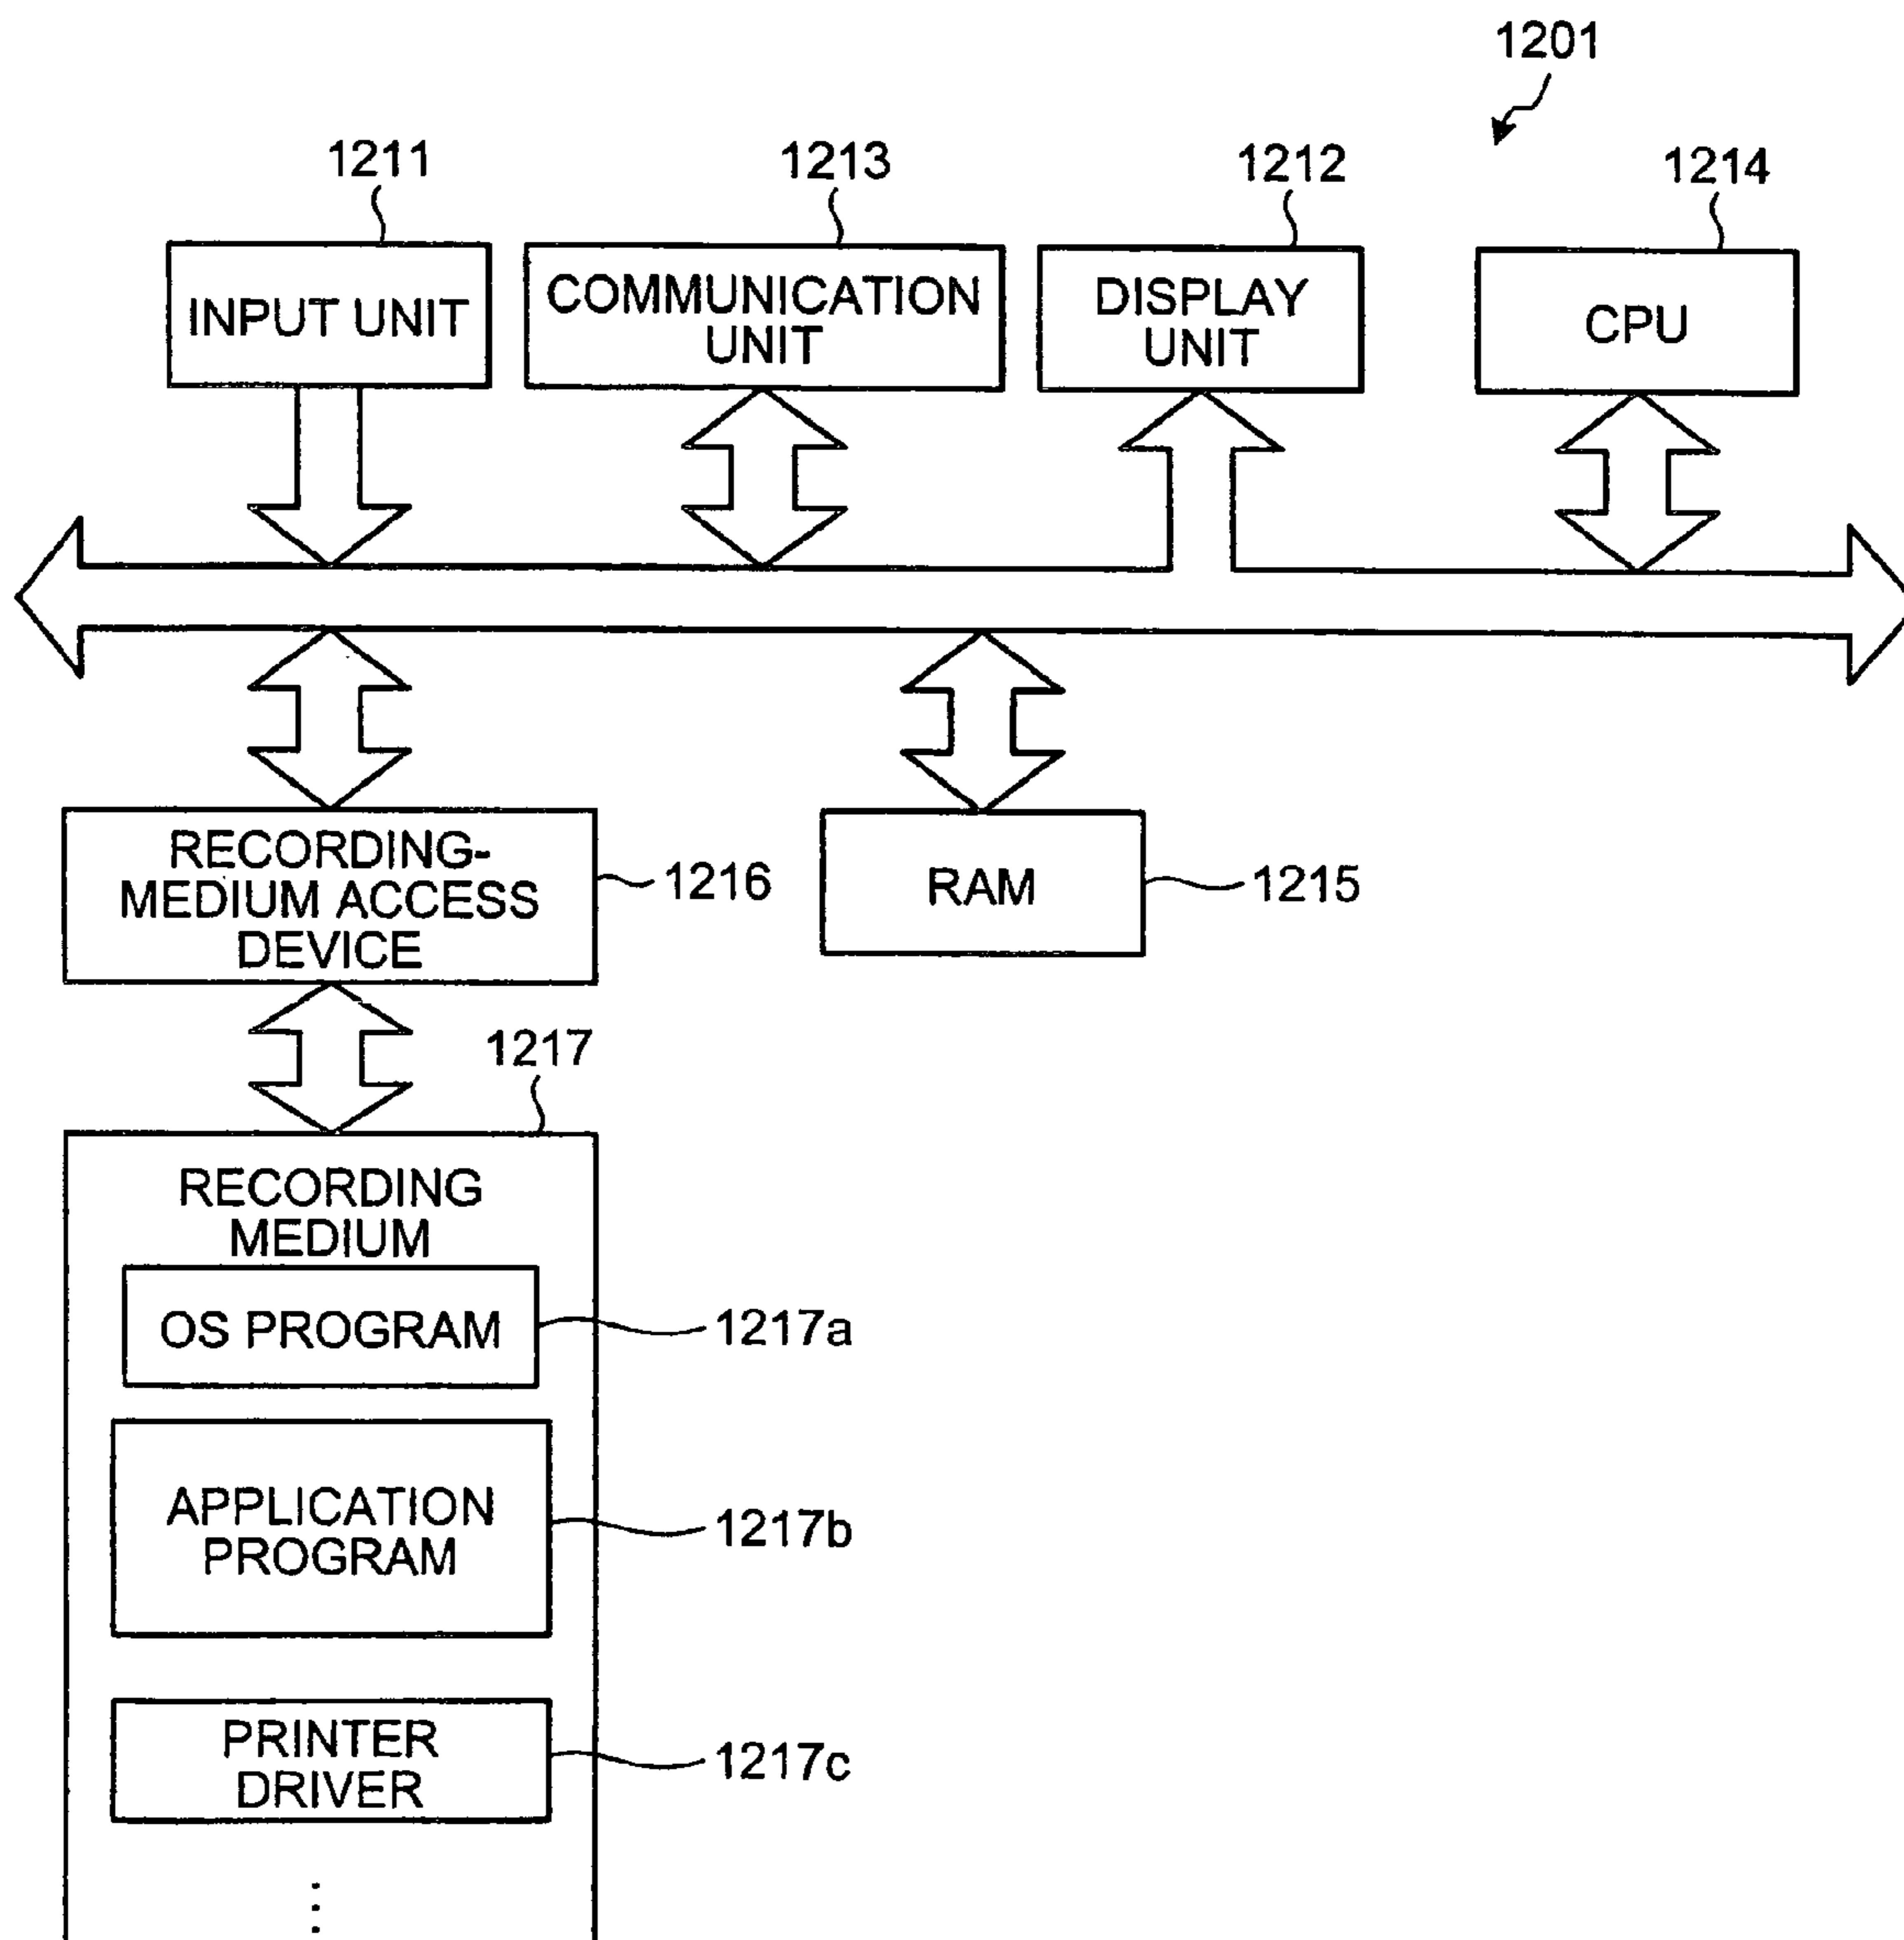 1201
1211
1213
1212
1214
INPUT UNIT
COMMUNICATION
UNIT
DISPLAY
UNIT
CPU
RECORDING-
MEDIUM ACCESS
DEVICE
1216
RAM
1215
1217
RECORDING
MEDIUM
OS PROGRAM
1217a
APPLICATION
PROGRAM
1217b
PRINTER
DRIVER
1217c
⋮